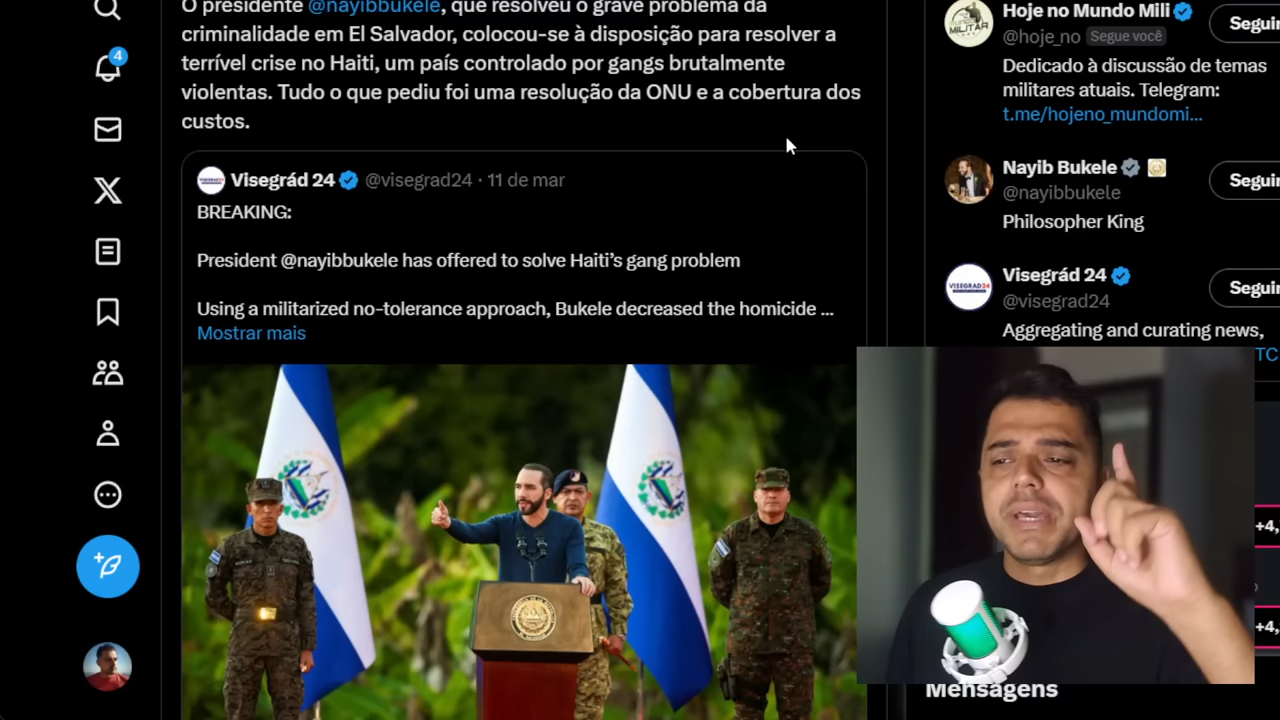 O presidente @nayibbukele, que resolveu o grave problema da
criminalidade em El Salvador, colocou-se à disposição para resolver a
terrível crise no Haiti, um país controlado por gangs brutalmente
violentas. Tudo o que pediu foi uma resolução da ONU e a cobertura dos
custos.
Visegrád 24 @visegrad24 · 11 de mar
BREAKING:
President @nayibbukele has offered to solve Haiti’s gang problem
Using a militarized no-tolerance approach, Bukele decreased the homicide ...
Mostrar mais
4
Hoje no Mundo Mili
@hoje_no Segue você
Seguir
Dedicado à discussão de temas
militares atuais. Telegram:
t.me/hojeno_mundomi...
Nayib Bukele
@nayibbukele
Seguir
Philosopher King
Visegrád 24
@visegrad24
Seguir
Aggregating and curating news,
TC
+4,
+4,
Mensagens
VISEGRAD24